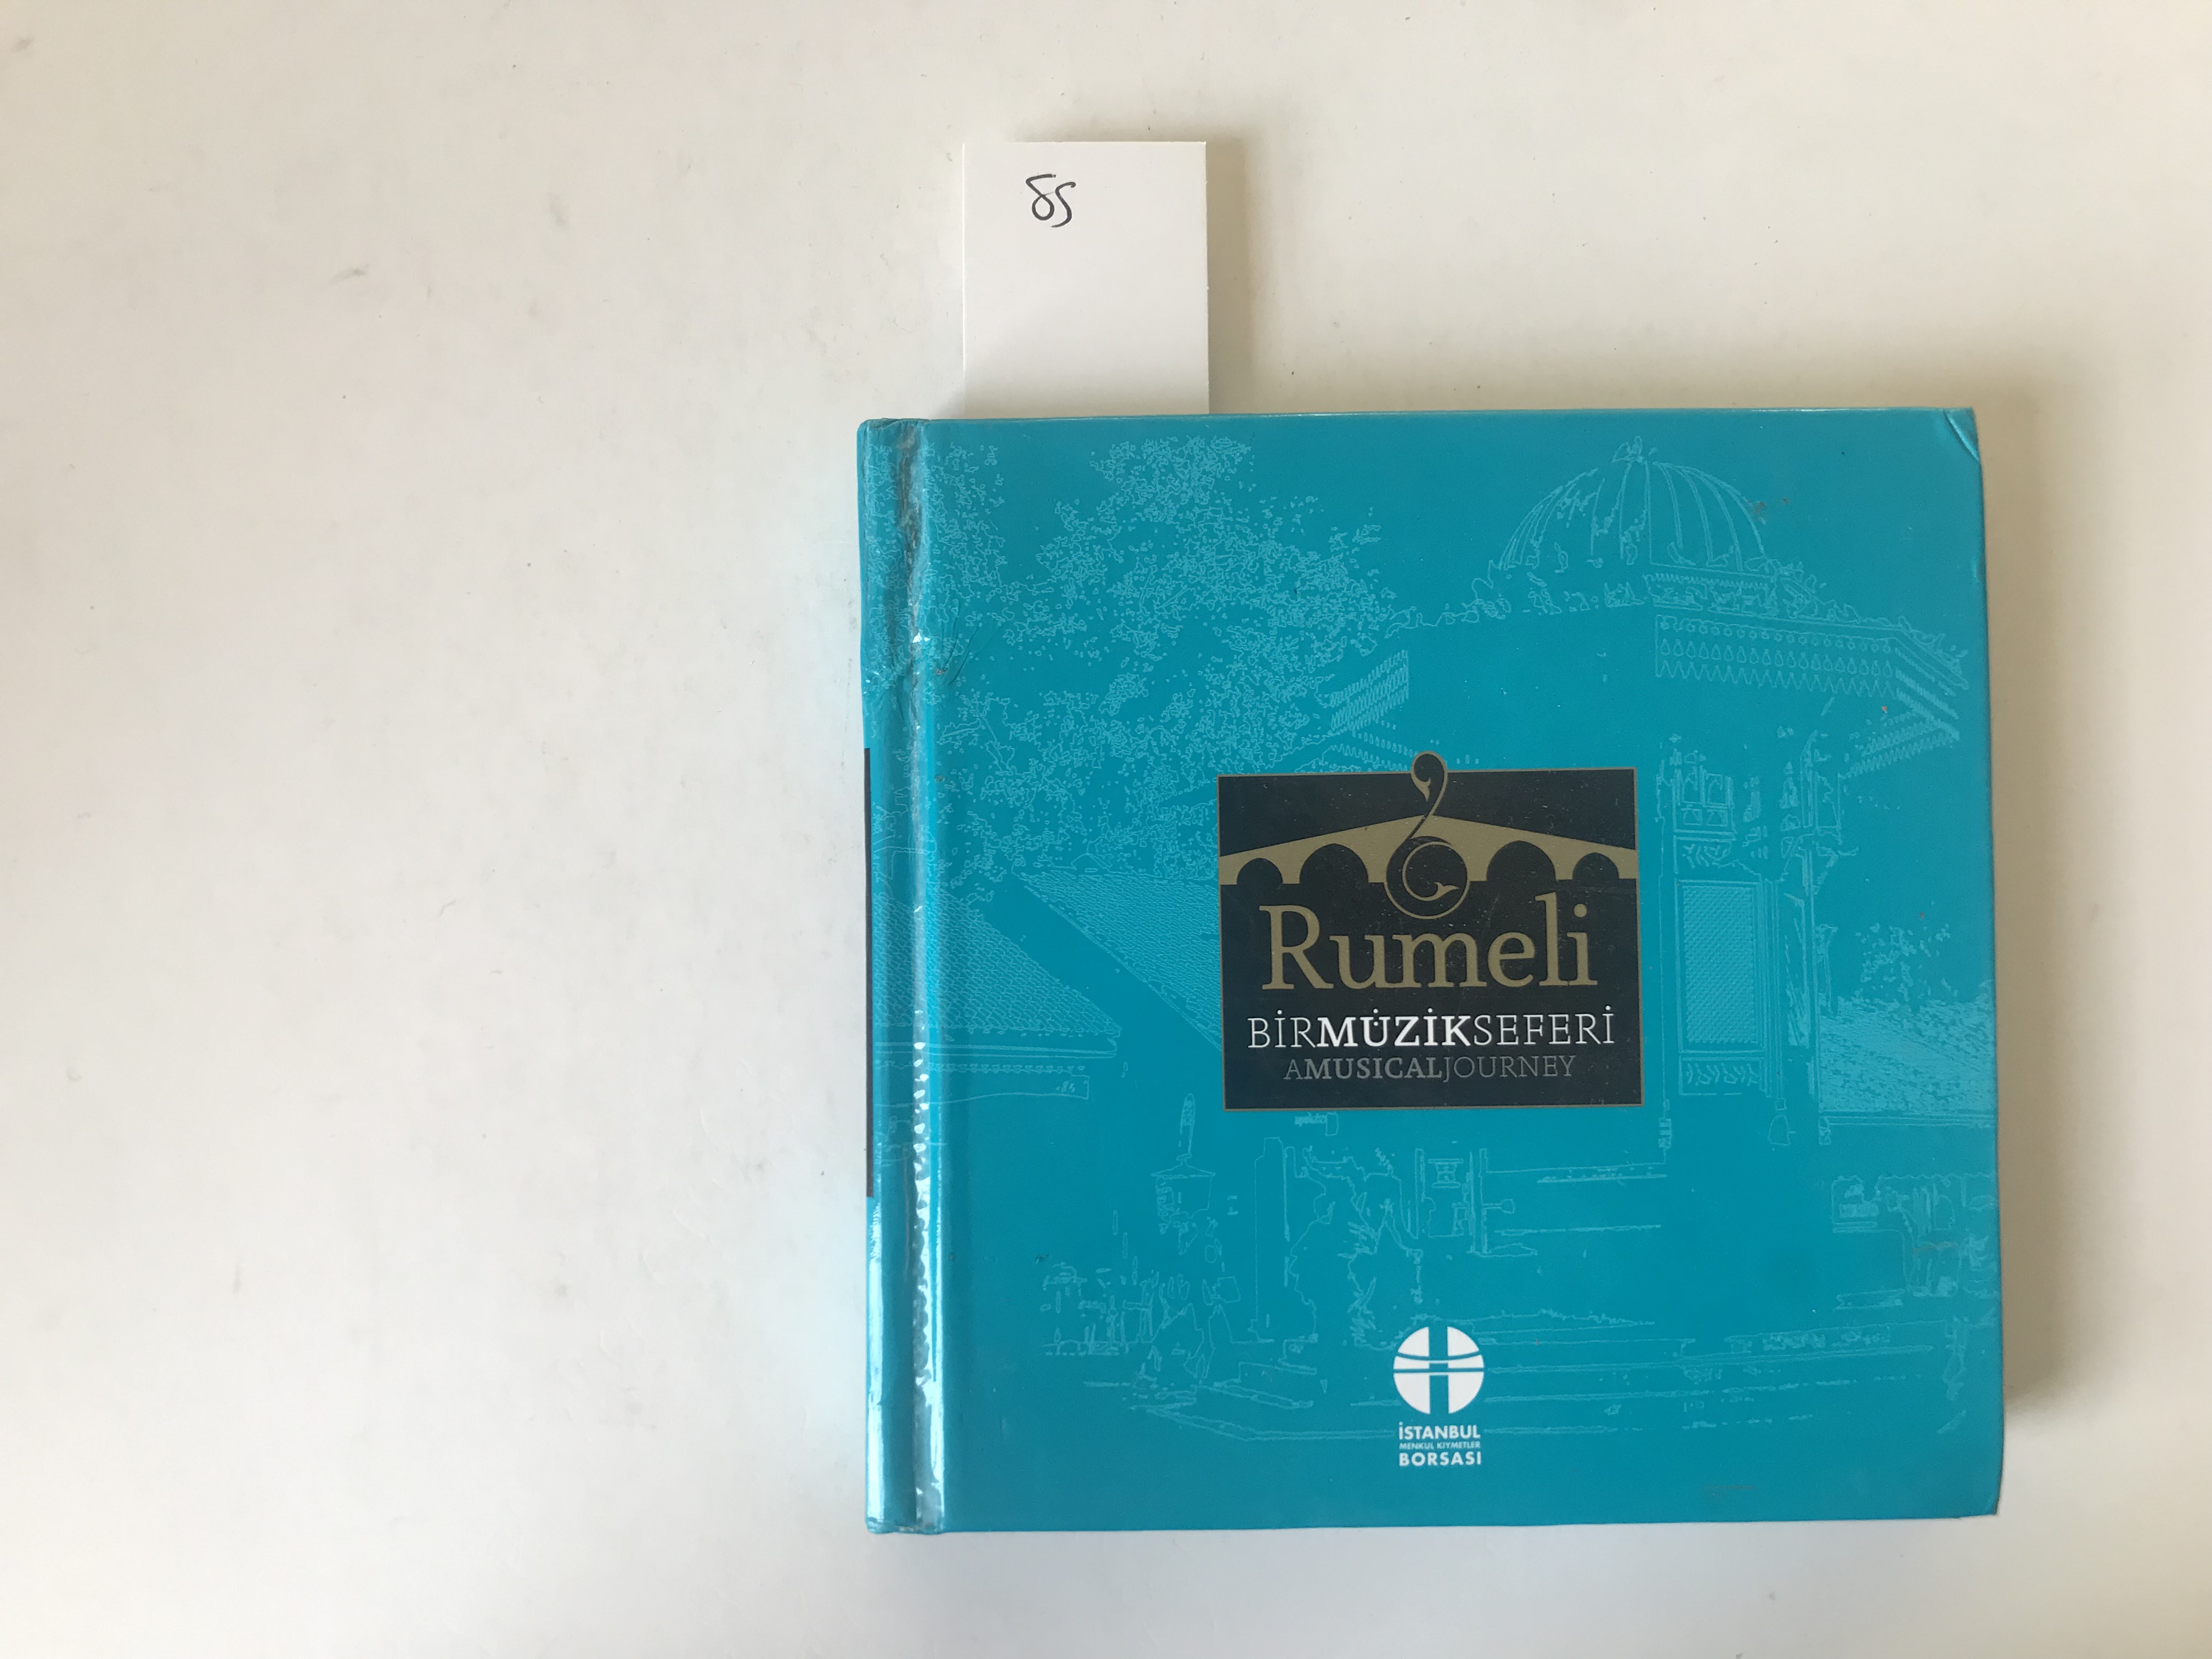 85
Rumeli
BİRMÜZİKSEFERİ
AMUSICALJOURNEY
İSTANBUL
MENKUL KIYMETLER
BORSASI